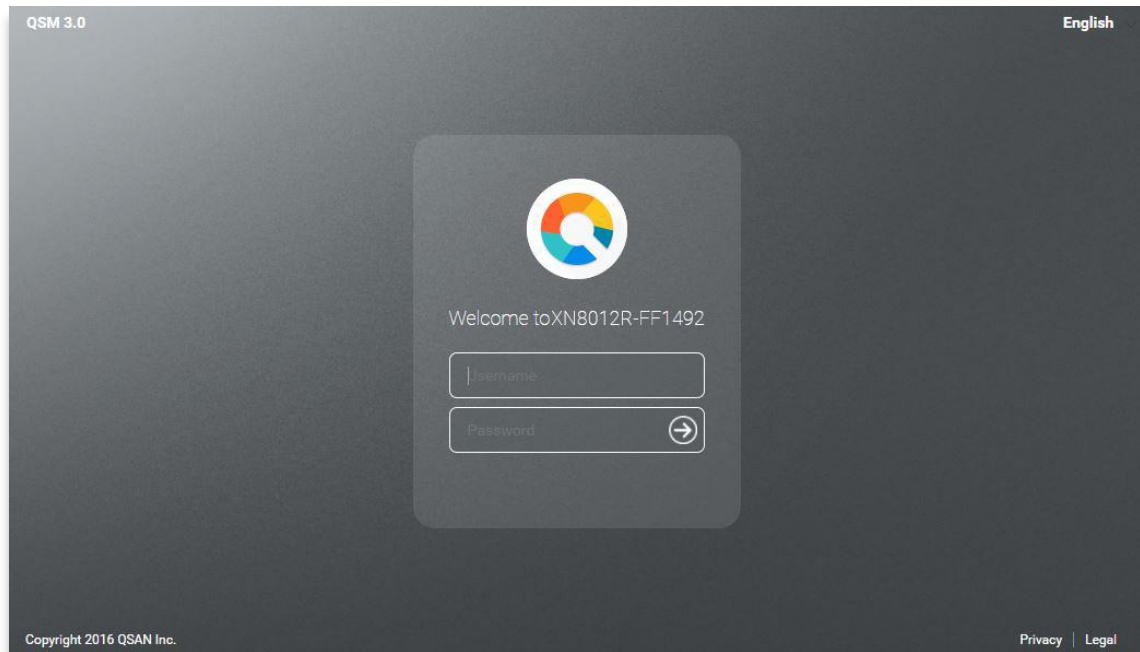 QSM 3.0
English
Welcome toXN8012R-FF1492
Username
Password
Copyright 2016 QSAN Inc.
Privacy | Legal